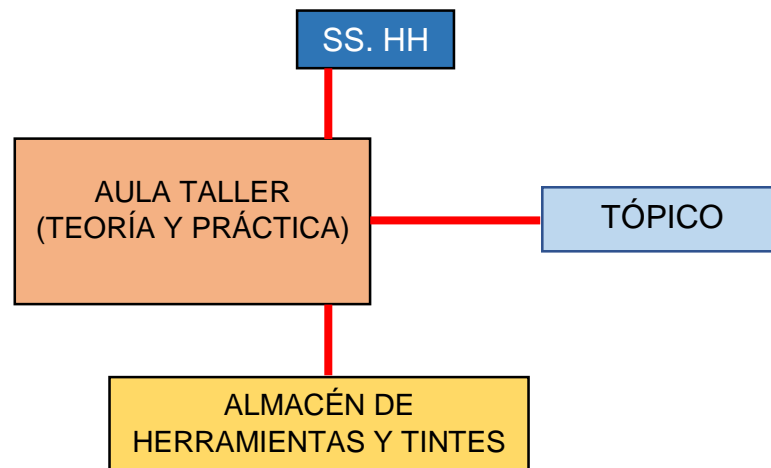 SS. HH
AULA TALLER
(TEORÍA Y PRÁCTICA)
TÓPICO
ALMACÉN DE
HERRAMIENTAS Y TINTES